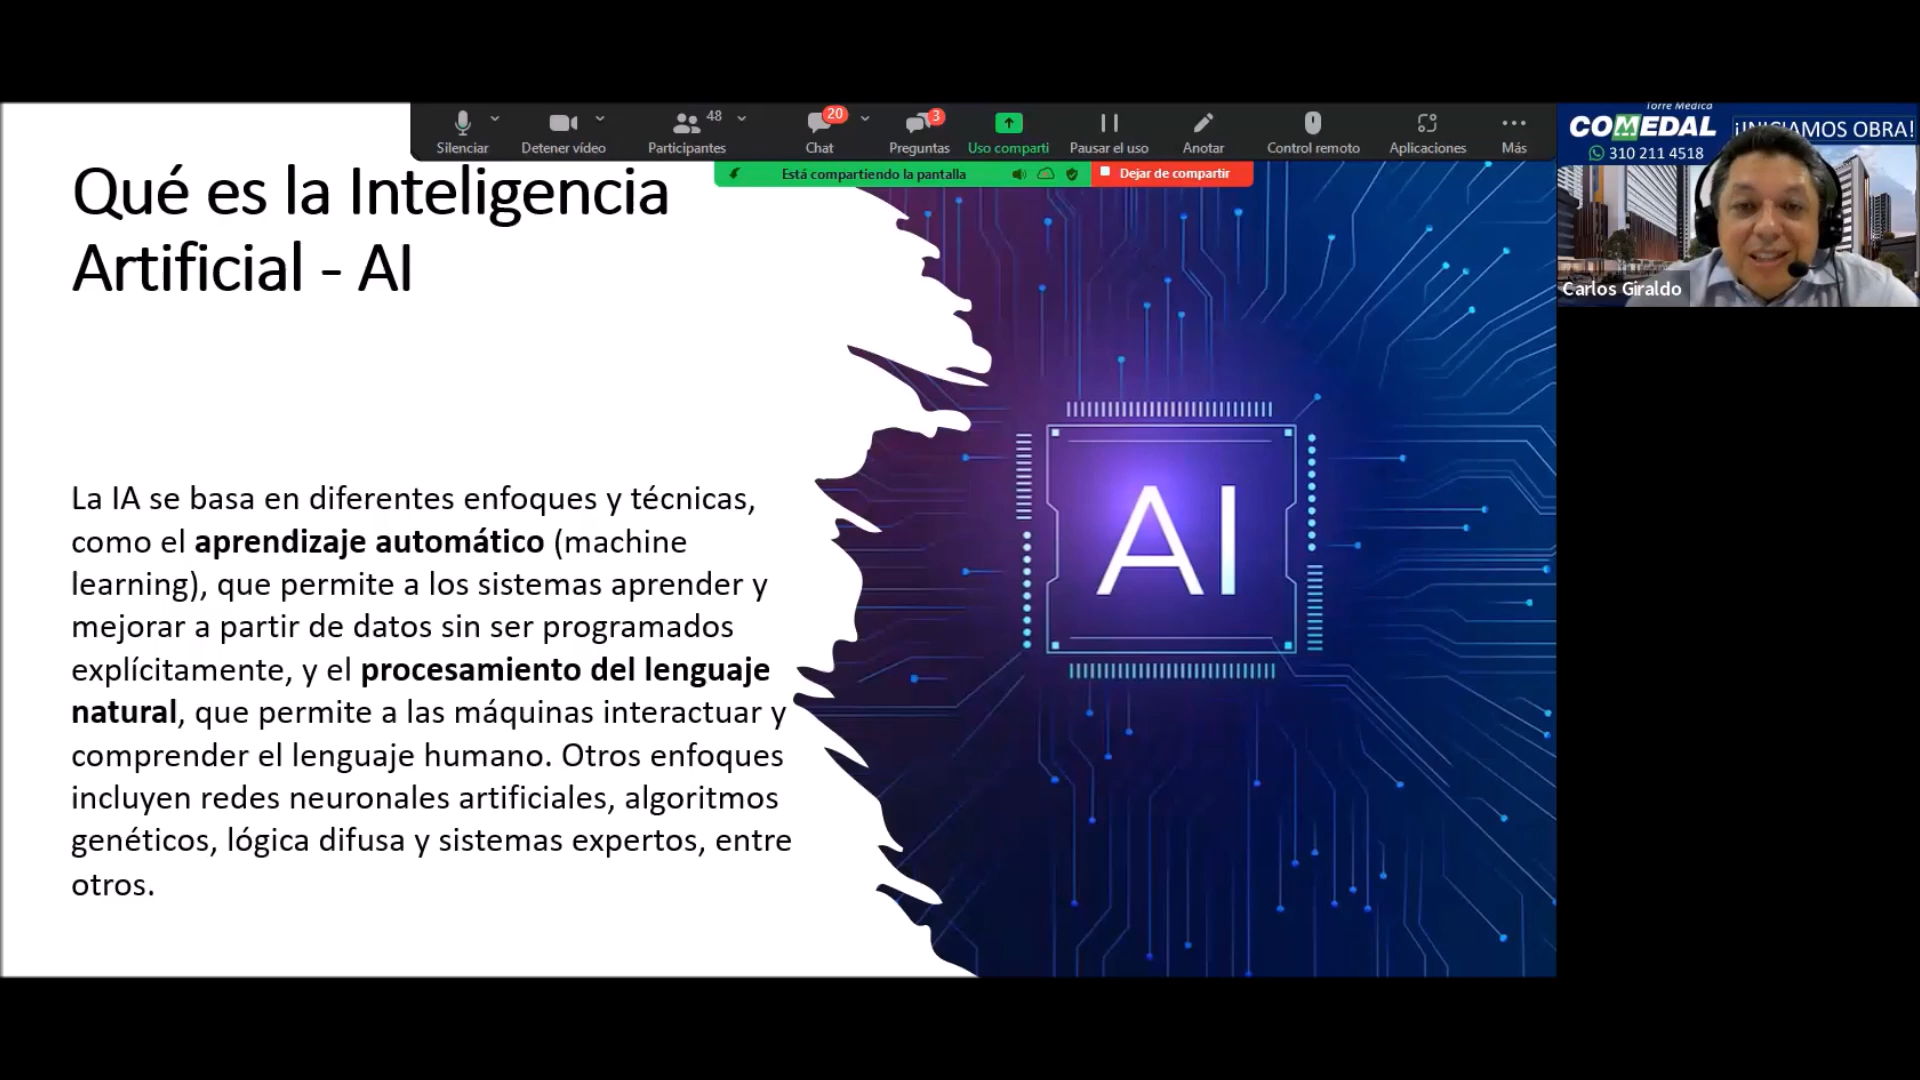 Silenciar
Detener vídeo
48
Participantes
20
Chat
3
Preguntas
Uso comparti
Pausar el uso
Anotar
Control remoto
Aplicaciones
Más
Está compartiendo la pantalla
Dejar de compartir
Torre Médica
COMEDAL
¡INICIAMOS OBRA!
310 211 4518
Carlos Giraldo
Qué es la Inteligencia
Artificial - AI
La IA se basa en diferentes enfoques y técnicas,
como el aprendizaje automático (machine
learning), que permite a los sistemas aprender y
mejorar a partir de datos sin ser programados
explícitamente, y el procesamiento del lenguaje
natural, que permite a las máquinas interactuar y
comprender el lenguaje humano. Otros enfoques
incluyen redes neuronales artificiales, algoritmos
genéticos, lógica difusa y sistemas expertos, entre
otros.
AI